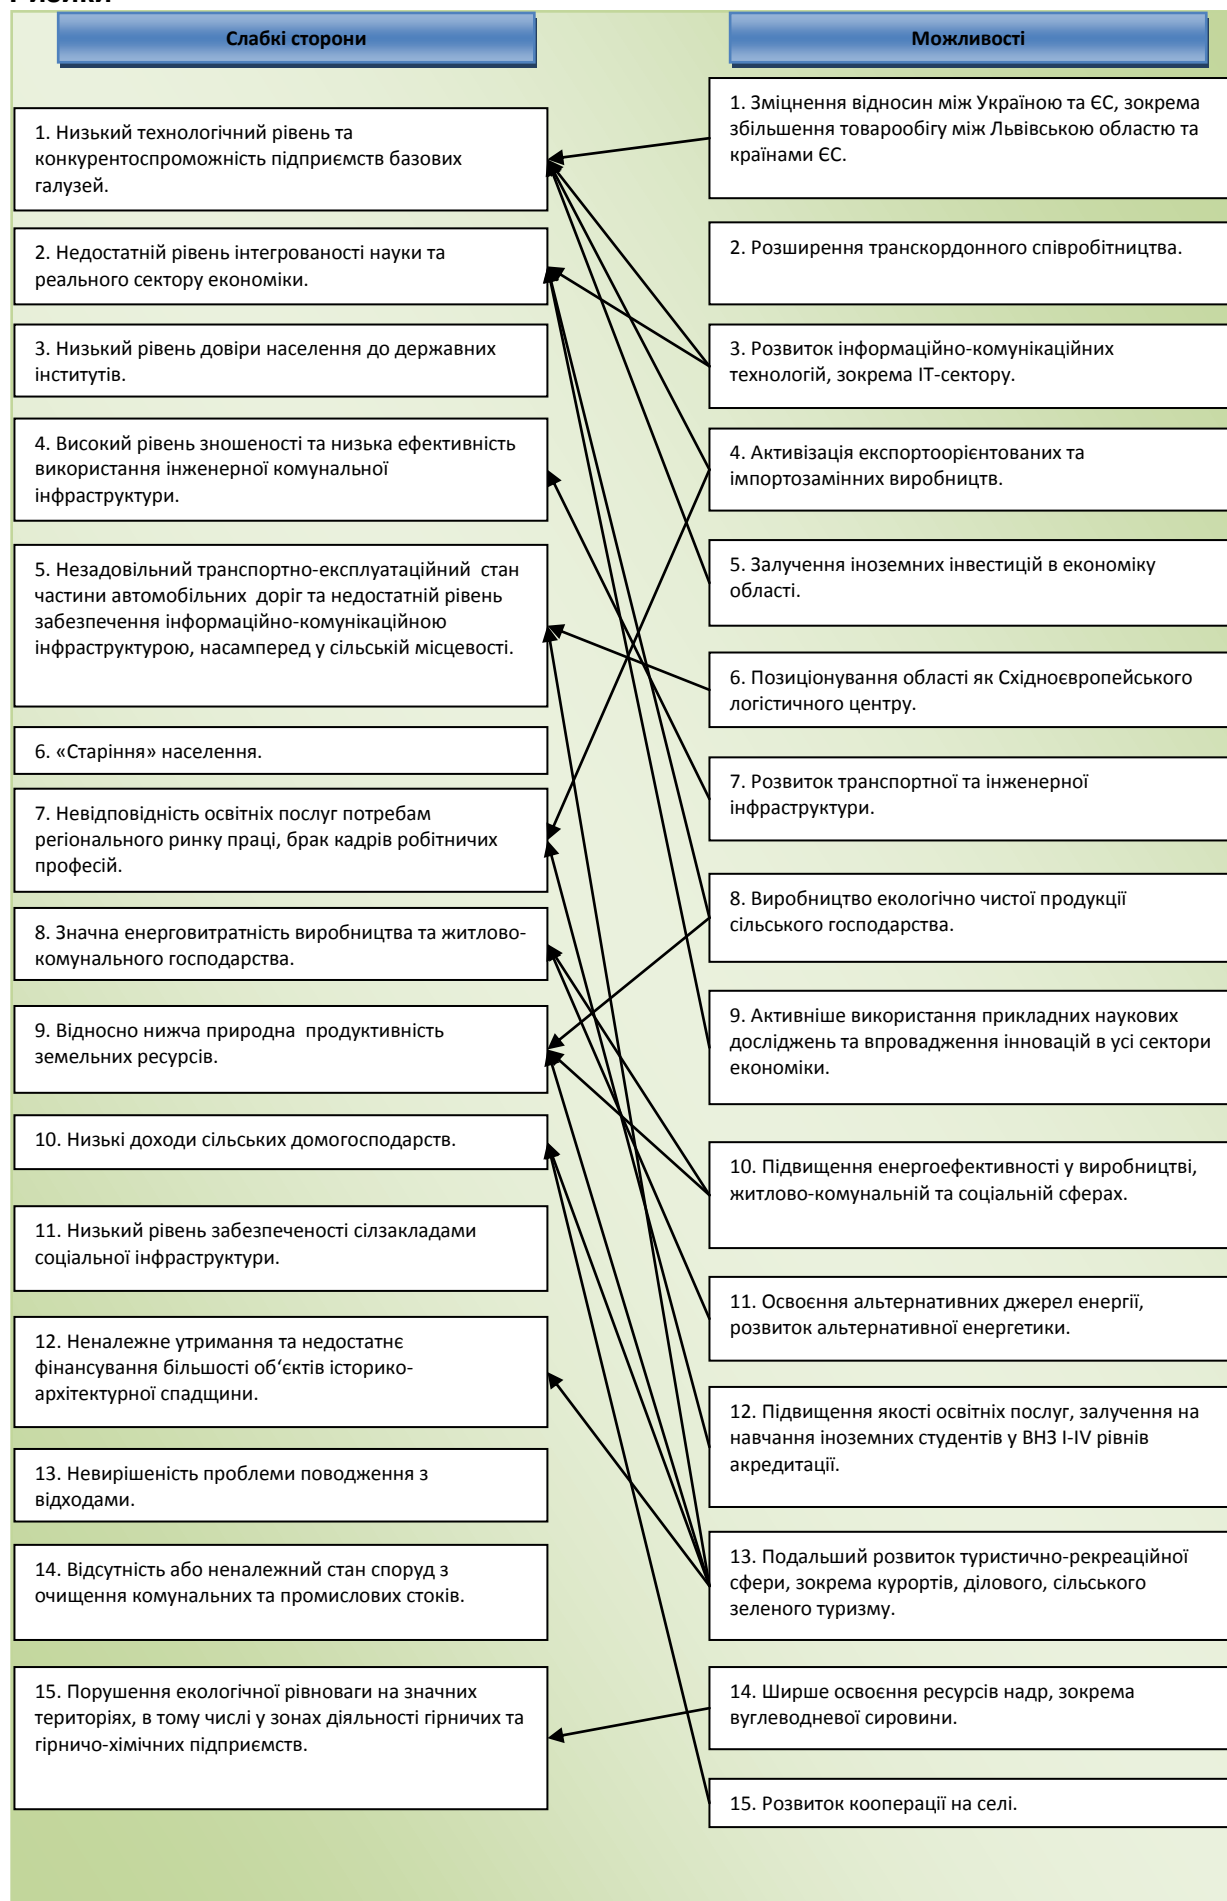 Слабкі сторони
1. Низький технологічний рівень та
конкурентоспроможність підприємств базових
галузей.
2. Недостатній рівень інтегрованості науки та
реального сектору економіки.
3. Низький рівень довіри населення до державних
інститутів.
4. Високий рівень зношеності та низька ефективність
використання інженерної комунальної
інфраструктури.
5. Незадовільний транспортно-експлуатаційний стан
частини автомобільних доріг та недостатній рівень
забезпечення інформаційно-комунікаційною
інфраструктурою, насамперед у сільській місцевості.
6. «Старіння» населення.
7. Невідповідність освітніх послуг потребам
регіонального ринку праці, брак кадрів робітничих
професій.
8. Значна енерговитратність виробництва та житлово-
комунального господарства.
9. Відносно нижча природна продуктивність
земельних ресурсів.
10. Низькі доходи сільських домогосподарств.
11. Низький рівень забезпеченості сілзакладами
соціальної інфраструктури.
12. Неналежне утримання та недостатнє
фінансування більшості об’єктів історико-
архітектурної спадщини.
13. Невирішеність проблеми поводження з
відходами.
14. Відсутність або неналежний стан споруд з
очищення комунальних та промислових стоків.
15. Порушення екологічної рівноваги на значних
територіях, в тому числі у зонах діяльності гірничих та
гірничо-хімічних підприємств.
Можливості
1. Зміцнення відносин між Україною та ЄС, зокрема
збільшення товарообігу між Львівською областю та
країнами ЄС.
2. Розширення транскордонного співробітництва.
3. Розвиток інформаційно-комунікаційних
технологій, зокрема ІТ-сектору.
4. Активізація експортоорієнтованих та
імпортозамінних виробництв.
5. Залучення іноземних інвестицій в економіку
області.
6. Позиціонування області як Східноєвропейського
логістичного центру.
7. Розвиток транспортної та інженерної
інфраструктури.
8. Виробництво екологічно чистої продукції
сільського господарства.
9. Активніше використання прикладних наукових
досліджень та впровадження інновацій в усі сектори
економіки.
10. Підвищення енергоефективності у виробництві,
житлово-комунальній та соціальній сферах.
11. Освоєння альтернативних джерел енергії,
розвиток альтернативної енергетики.
12. Підвищення якості освітніх послуг, залучення на
навчання іноземних студентів у ВНЗ І-IV рівнів
акредитації.
13. Подальший розвиток туристично-рекреаційної
сфери, зокрема курортів, ділового, сільського
зеленого туризму.
14. Ширше освоєння ресурсів надр, зокрема
вуглеводневої сировини.
15. Розвиток кооперації на селі.